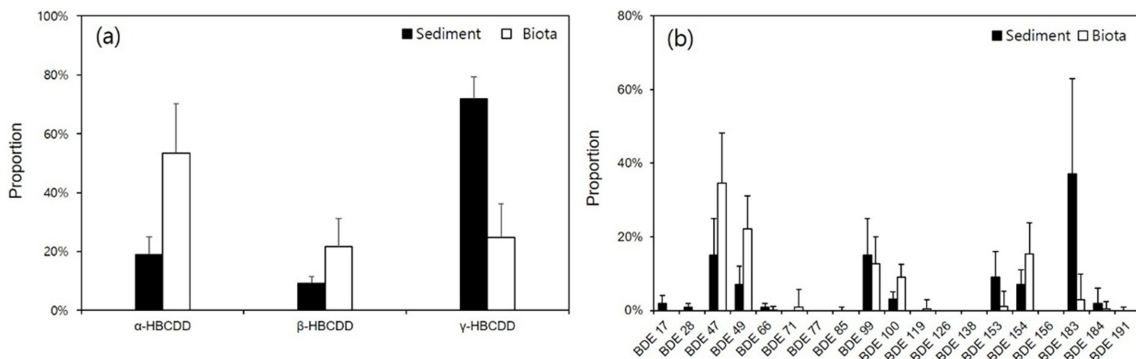 (a)
Sediment Biota
100%
80%
60%
40%
20%
0%
Proportion
α-HBCDD β-HBCDD γ-HBCDD
(b)
Sediment Biota
80%
60%
40%
20%
0%
Proportion
BDE 17
BDE 28
BDE 47
BDE 49
BDE 66
BDE 71
BDE 77
BDE 85
BDE 99
BDE 100
BDE 119
BDE 126
BDE 138
BDE 153
BDE 154
BDE 156
BDE 183
BDE 184
BDE 191